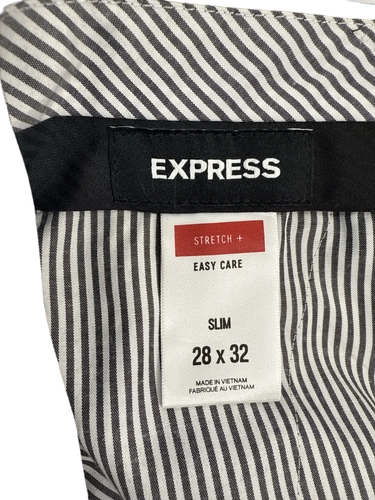 EXPRESS
STRETCH +
EASY CARE
SLIM
28 x 32
MADE IN VIETNAM
FABRIQUÉ AU VIETNAM